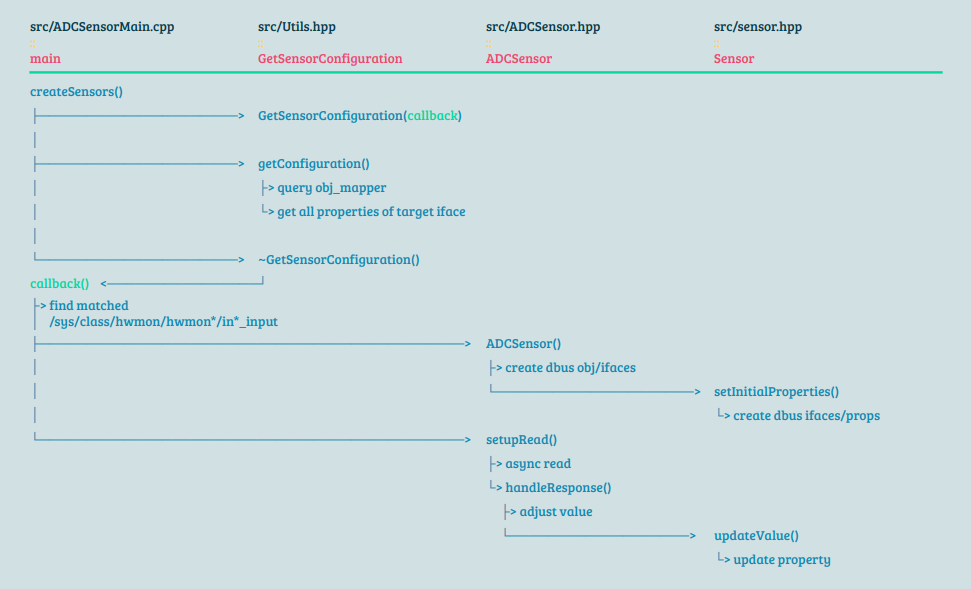 src/ADCSensorMain.cpp src/Utils.hpp src/ADCSensor.hpp src/sensor.hpp
:: :: :: ::
main GetSensorConfiguration ADCSensor Sensor
createSensors()
GetSensorConfiguration(callback)
getConfiguration()
query obj_mapper
get all properties of target iface
~GetSensorConfiguration()
callback()
find matched
/sys/class/hwmon/hwmon*/in*_input
ADCSensor()
create dbus obj/ifaces
setInitialProperties()
create dbus ifaces/props
setupRead()
async read
handleResponse()
adjust value
updateValue()
update property